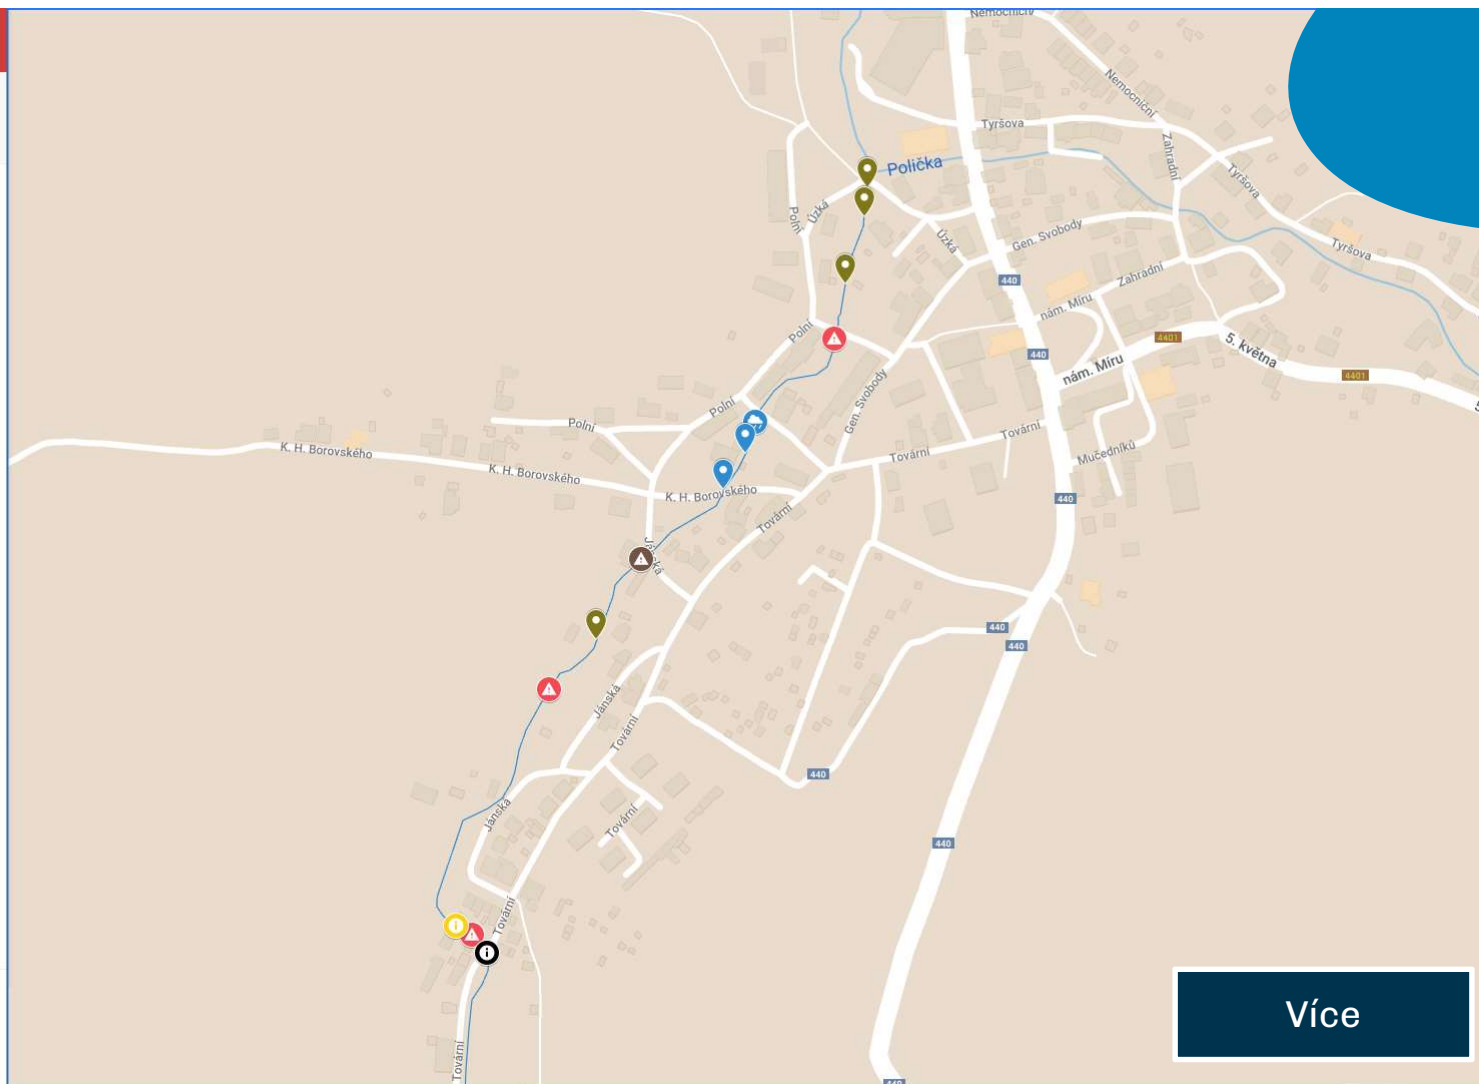 Nemocniční
Nemocniční
Tyršova
Zahradní
Polička
Tyršova
Úzká
Polní
Úzká
Gen. Svobody
Tyršova
Zahradní
440
nám. Míru
Polní
4401
5. května
440
nám. Míru
4401
Gen. Svobody
Polní
Polní
Tovární
Mučedníků
K. H. Borovského
Tovární
K. H. Borovského
K. H. Borovského
440
Tovární
Jánská
440
440
Jánská
Tovární
440
Jánska
Tovární
440
Tovární
Více
Tovární
440